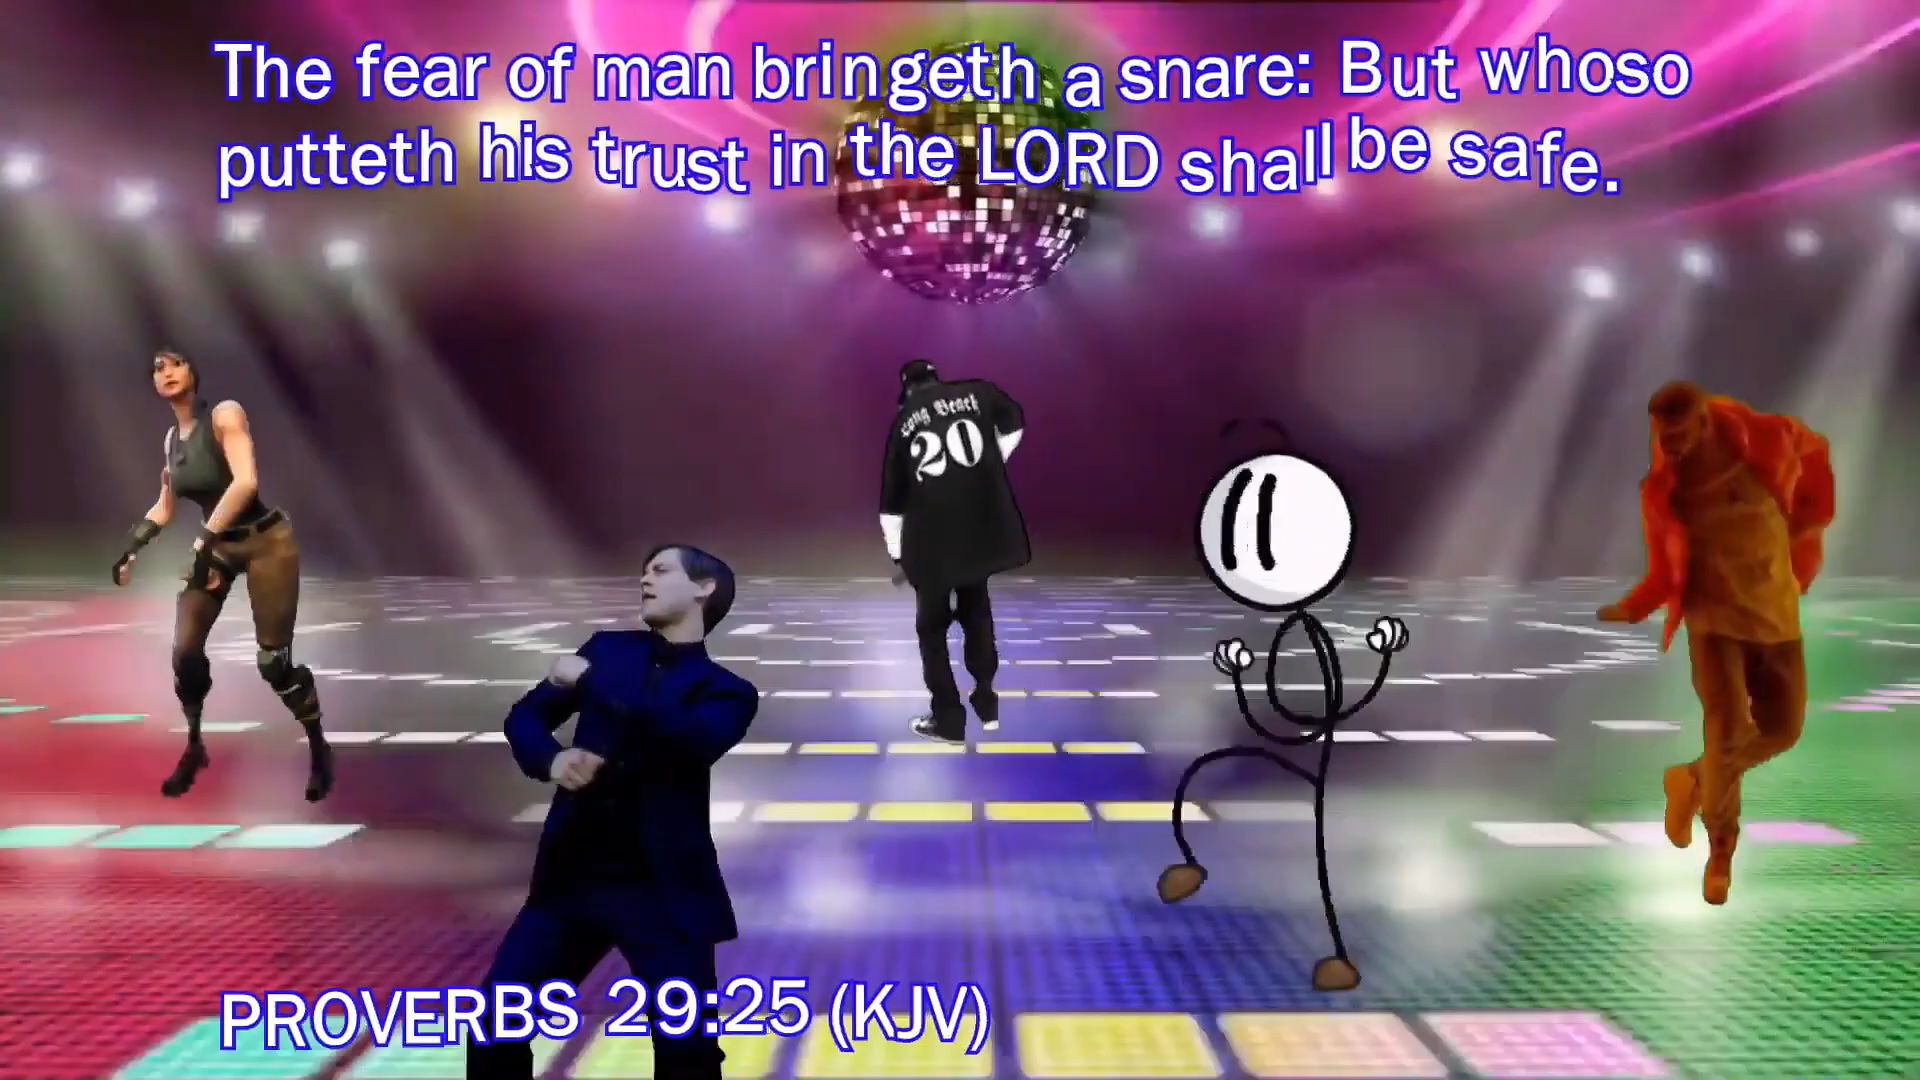 The fear of man bringeth a snare: But whoso
putteth his trust in the LORD shall be safe.
Long Beach
20
PROVERBS 29:25 (KJV)